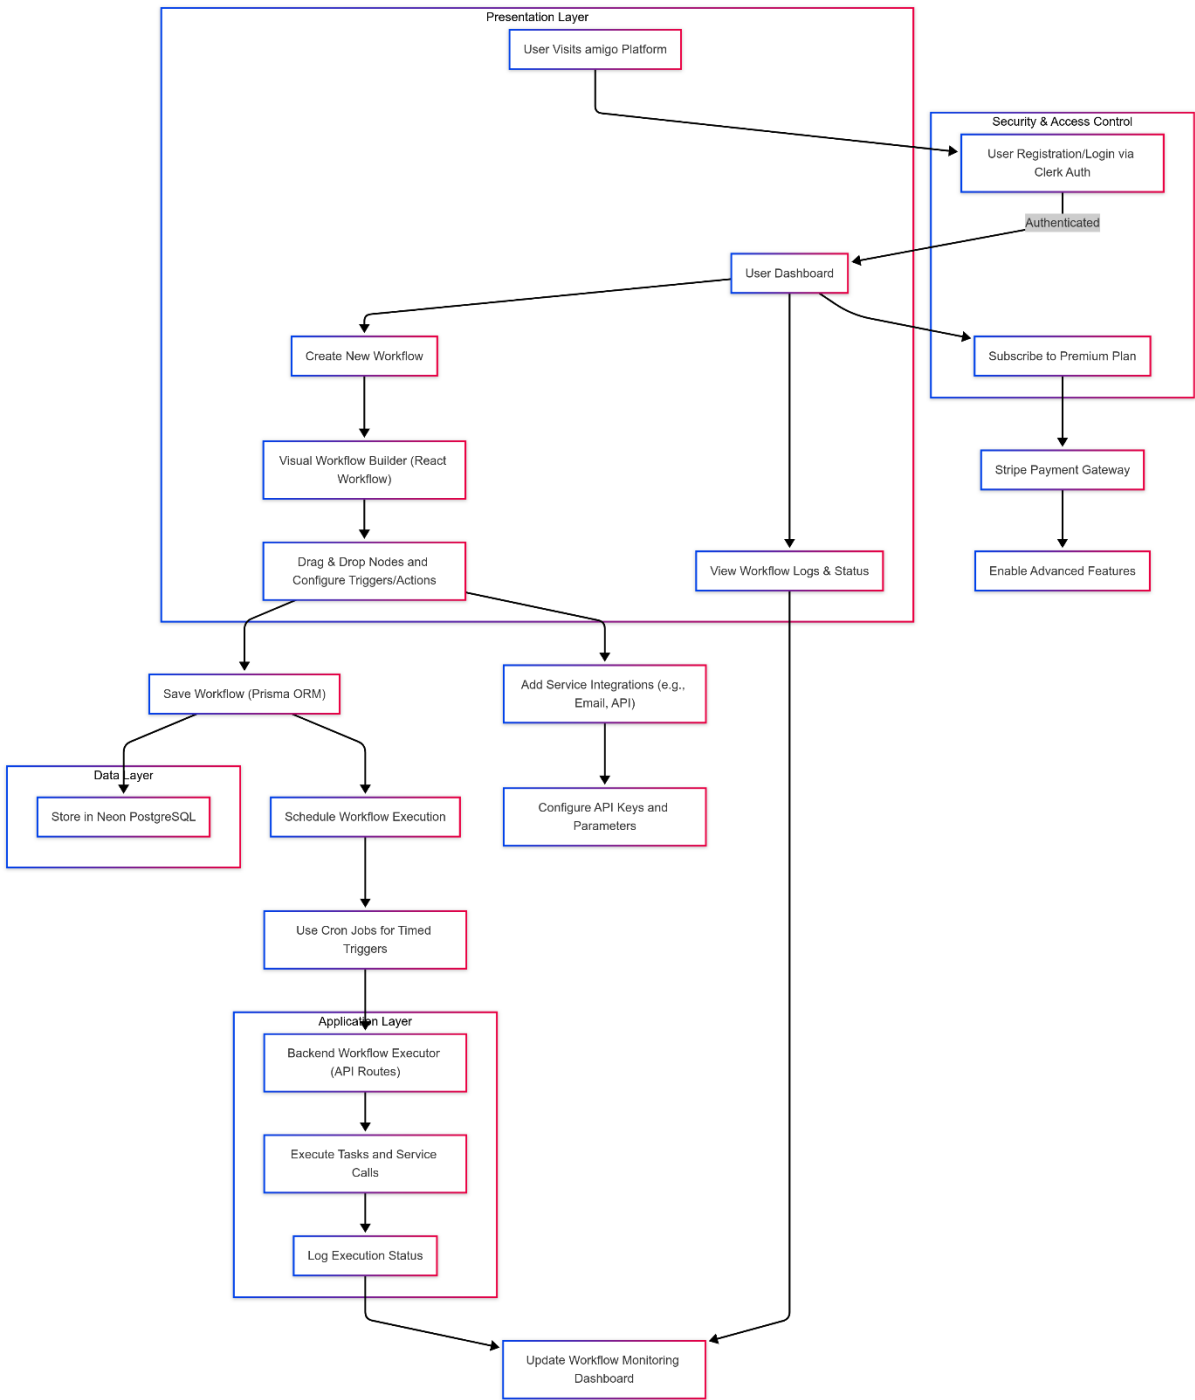 Presentation Layer
User Visits amigo Platform
Security & Access Control
User Registration/Login via
Clerk Auth
Authenticated
User Dashboard
Create New Workflow
Subscribe to Premium Plan
Visual Workflow Builder (React
Workflow)
Stripe Payment Gateway
Drag & Drop Nodes and
Configure Triggers/Actions
View Workflow Logs & Status
Enable Advanced Features
Save Workflow (Prisma ORM)
Add Service Integrations (e.g.,
Email, API)
Data Layer
Store in Neon PostgreSQL
Schedule Workflow Execution
Configure API Keys and
Parameters
Use Cron Jobs for Timed
Triggers
Application Layer
Backend Workflow Executor
(API Routes)
Execute Tasks and Service
Calls
Log Execution Status
Update Workflow Monitoring
Dashboard